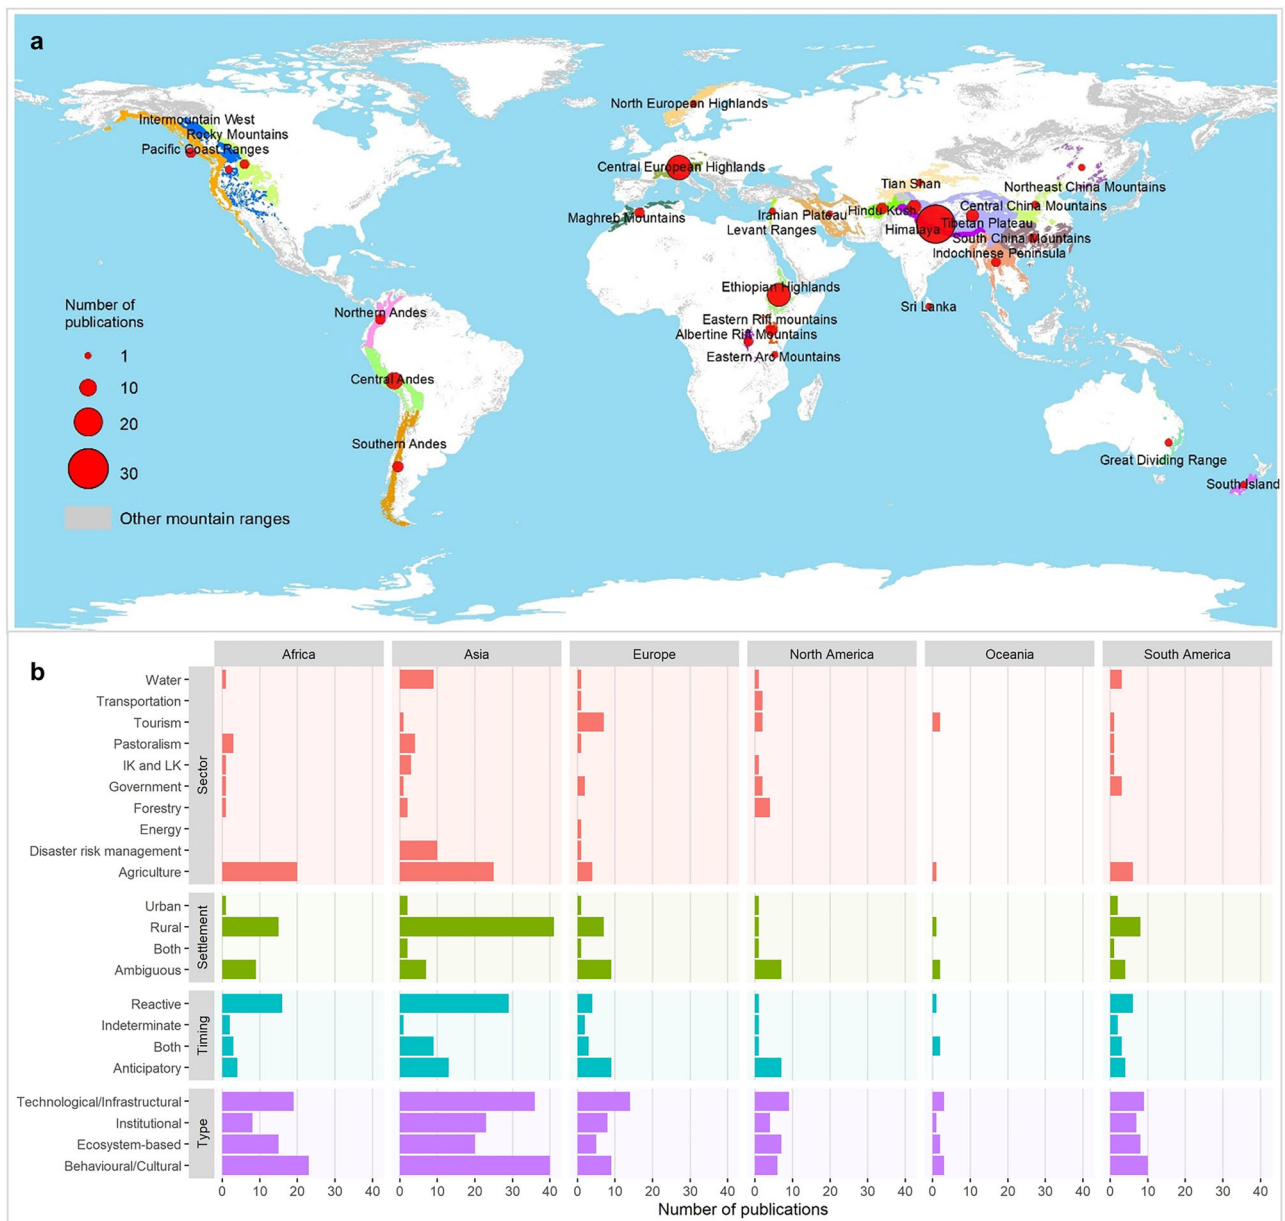 a
North European Highlands
Intermountain West
Rocky Mountains
Pacific Coast Ranges
Central European Highlands
Tian Shan
Northeast China Mountains
Maghreb Mountains
Iranian Plateau
Hindu Kush
Central China Mountains
Levant Ranges
Himalaya
Tibetan Plateau
South China Mountains
Indochinese Peninsula
Ethiopian Highlands
Sri Lanka
Northern Andes
Eastern Rift mountains
Albertine Rift Mountains
Eastern Arc Mountains
Central Andes
Southern Andes
Great Dividing Range
South Island
Number of
publications
1
10
20
30
Other mountain ranges
b
Africa Asia Europe North America Oceania South America
Sector
Water
Transportation
Tourism
Pastoralism
IK and LK
Government
Forestry
Energy
Disaster risk management
Agriculture
Settlement
Urban
Rural
Both
Ambiguous
Timing
Reactive
Indeterminate
Both
Anticipatory
Type
Technological/Infrastructural
Institutional
Ecosystem-based
Behavioural/Cultural
0 10 20 30 40 0 10 20 30 40 0 10 20 30 40 0 10 20 30 40 0 10 20 30 40 0 10 20 30 40
Number of publications